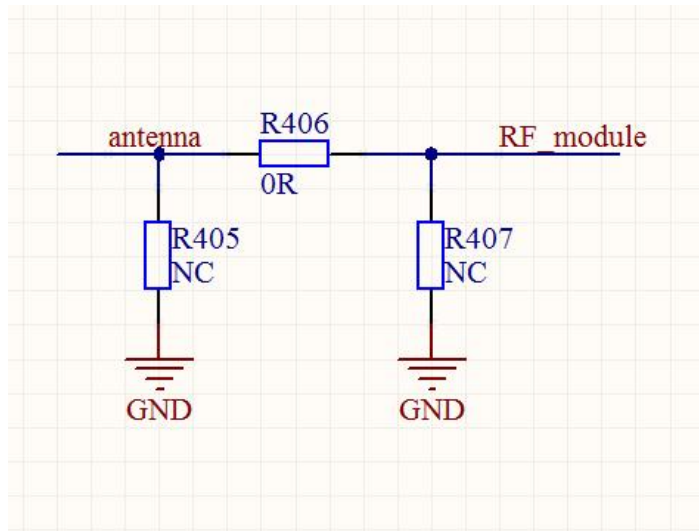 R406
antenna
RF_module
0R
R405
NC
R407
NC
GND
GND